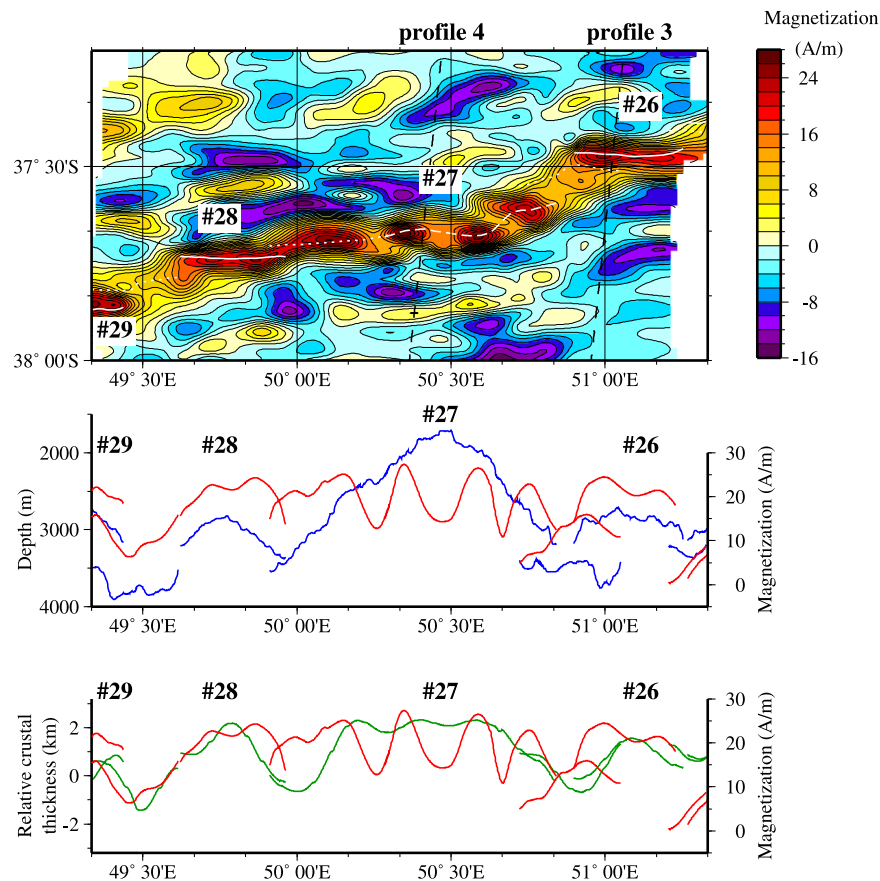 Magnetization
profile 4 profile 3
(A/m)
24
#26
16
37° 30'S
#27
8
#28
0
-8
#29
38° 00'S
-16
49° 30'E 50° 00'E 50° 30'E 51° 00'E
#27
#29 #28 #26
2000
30
20
3000
10
0
4000
Depth (m)
Magnetization (A/m)
49° 30'E 50° 00'E 50° 30'E 51° 00'E
#29 #28 #27 #26
30
2
20
0
10
-2
0
Relative crustal
thickness (km)
Magnetization (A/m)
49° 30'E 50° 00'E 50° 30'E 51° 00'E